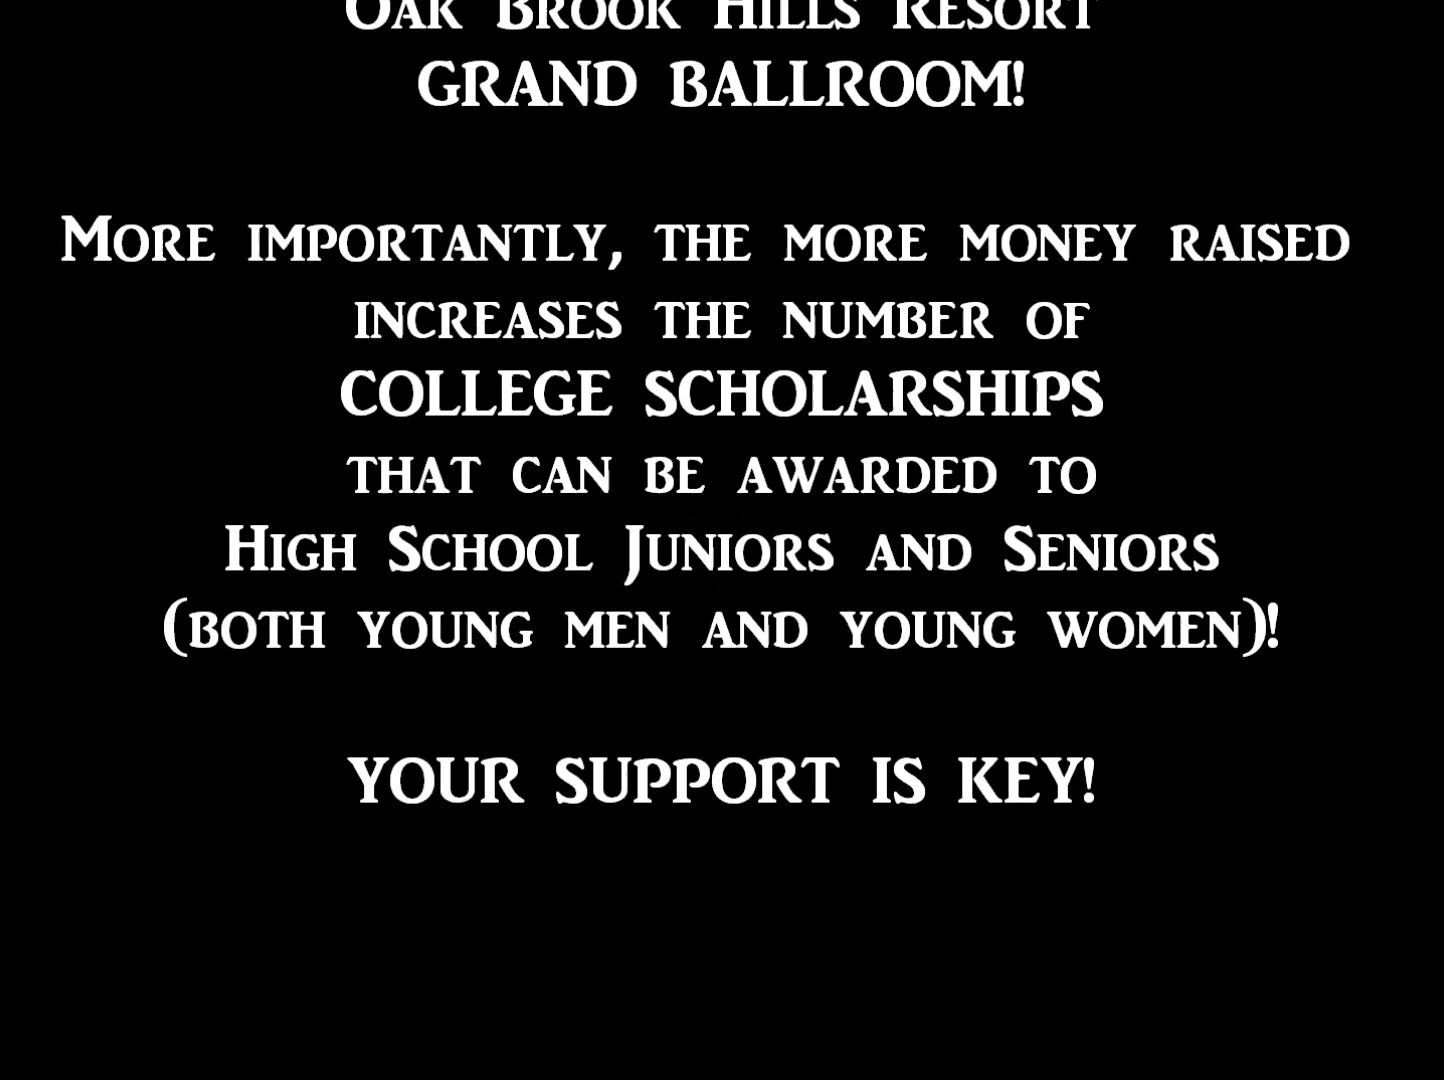 Oak Brook Hills Resort
GRAND BALLROOM!
More importantly, the more money raised
increases the number of
COLLEGE SCHOLARSHIPS
that can be awarded to
High School Juniors and Seniors
(both young men and young women)!
YOUR SUPPORT IS KEY!